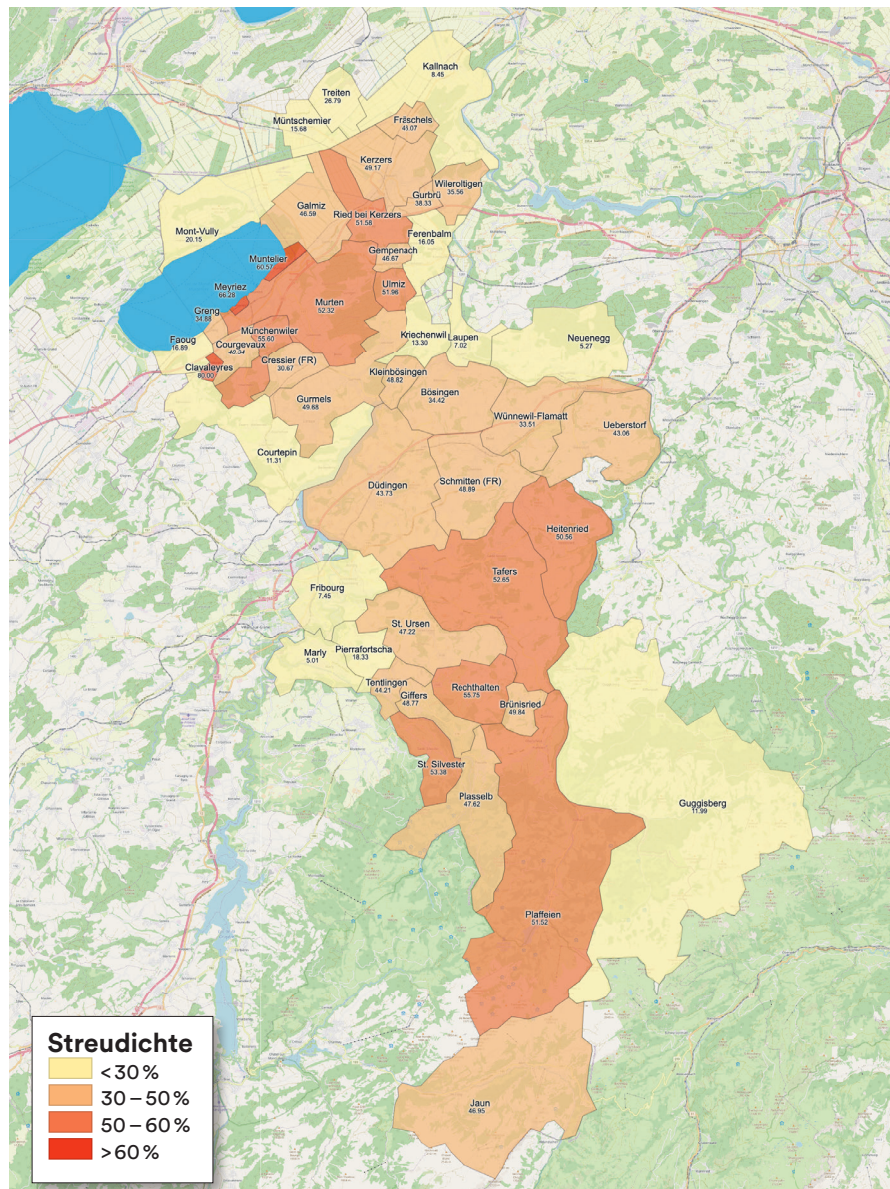 Kallnach
8.45
Treiten
26.79
Müntschemier
15.68
Fräschels
Kerzers
49.17
Wileroltigen
35.56
Gurbrü
38.33
Galmiz
46.59
Ried bei Kerzers
51.58
Mont-Vully
20.15
Ferenbalm
16.05
Gempenach
46.67
Muntelier
60.57
Meyriez
66.28
Ulmiz
51.96
Murten
52.32
Greng
34.88
Münchenwiler
55.60
Kriechenwil
13.30
Laupen
7.02
Neuenegg
5.27
Faoug
16.89
Courgevaux
Cressier (FR)
30.67
Clavaleyres
80.00
Kleinbösingen
48.82
Bösingen
34.42
Gurmels
49.68
Wünnewil-Flamatt
33.51
Ueberstorf
43.06
Courtepin
11.31
Düdingen
43.73
Schmitten (FR)
48.89
Heitenried
50.56
Tafers
52.65
Fribourg
7.45
St. Ursen
47.22
Marly
5.01
Pierrafortscha
18.33
Tentlingen
44.21
Giffers
48.77
Rechthalten
55.75
Brünisried
49.84
St. Silvester
53.38
Plasselb
47.62
Guggisberg
11.99
Plaffeien
51.52
Jaun
46.95
Streudichte
<30 %
30 – 50 %
50 – 60 %
>60 %